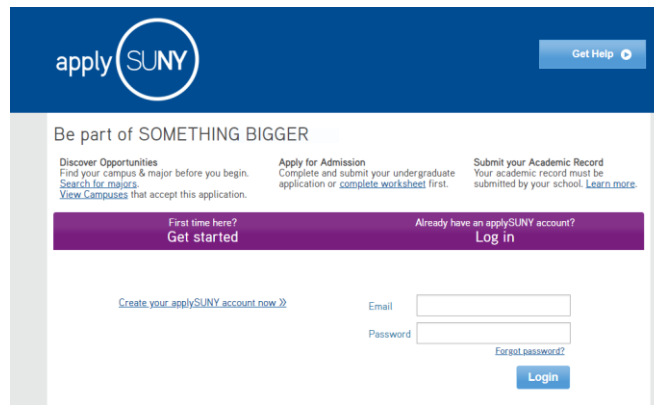 apply SUNY
Get Help
Be part of SOMETHING BIGGER
Discover Opportunities
Find your campus & major before you begin.
Search for majors.
View Campuses that accept this application.
Apply for Admission
Complete and submit your undergraduate
application or complete worksheet first.
Submit your Academic Record
Your academic record must be
submitted by your school. Learn more.
First time here?
Get started
Already have an applySUNY account?
Log in
Create your applySUNY account now »
Email
Password
Forgot password?
Login